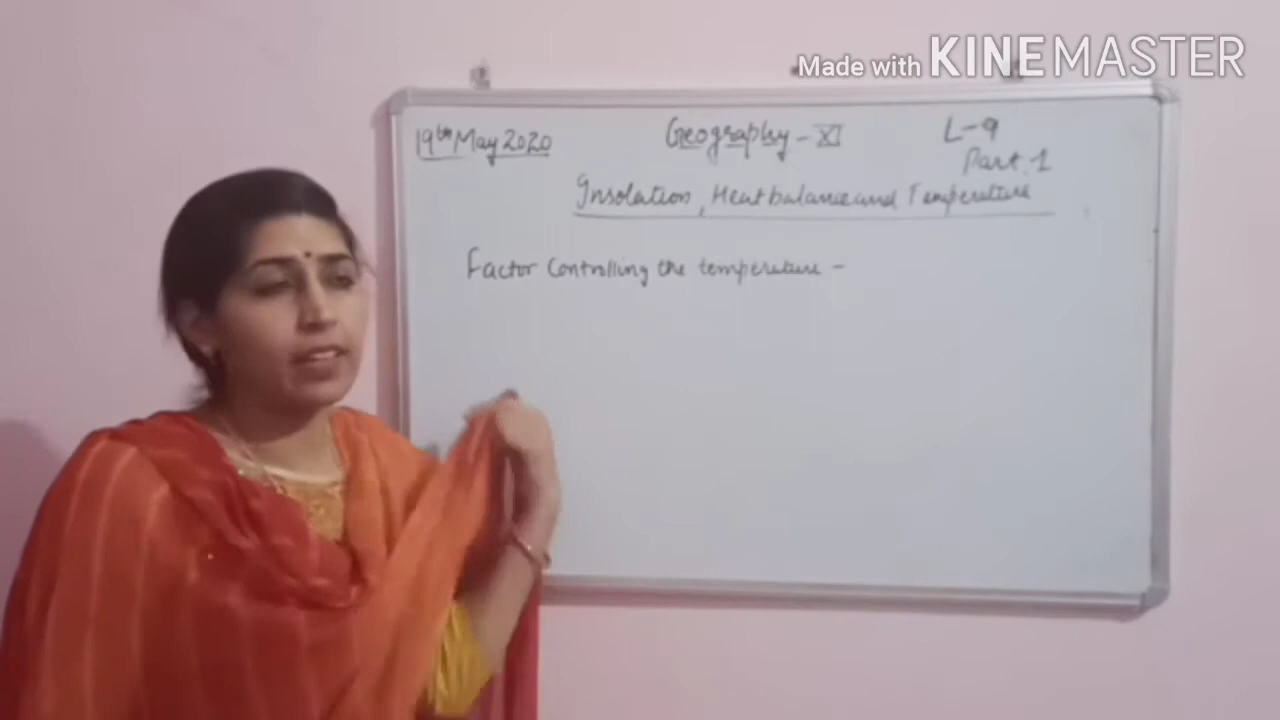 Made with KINEMASTER
19th May 2020 Geography - XI L-9
Part 1
Insolation, Heat balance and Temperature
Factor Controlling the temperature -